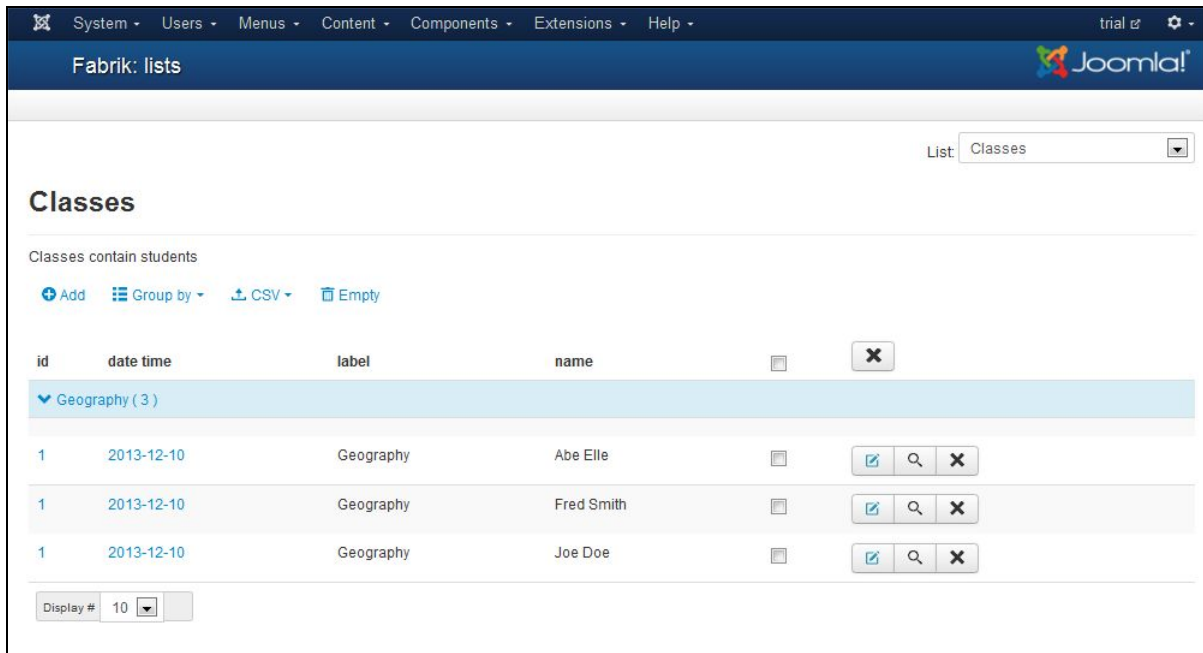 System Users Menus Content Components Extensions Help trial
Fabrik: lists Joomla!
List: Classes
Classes
Classes contain students
Add Group by CSV Empty
id date time label name
Geography ( 3 )
1 2013-12-10 Geography Abe Elle
1 2013-12-10 Geography Fred Smith
1 2013-12-10 Geography Joe Doe
Display # 10